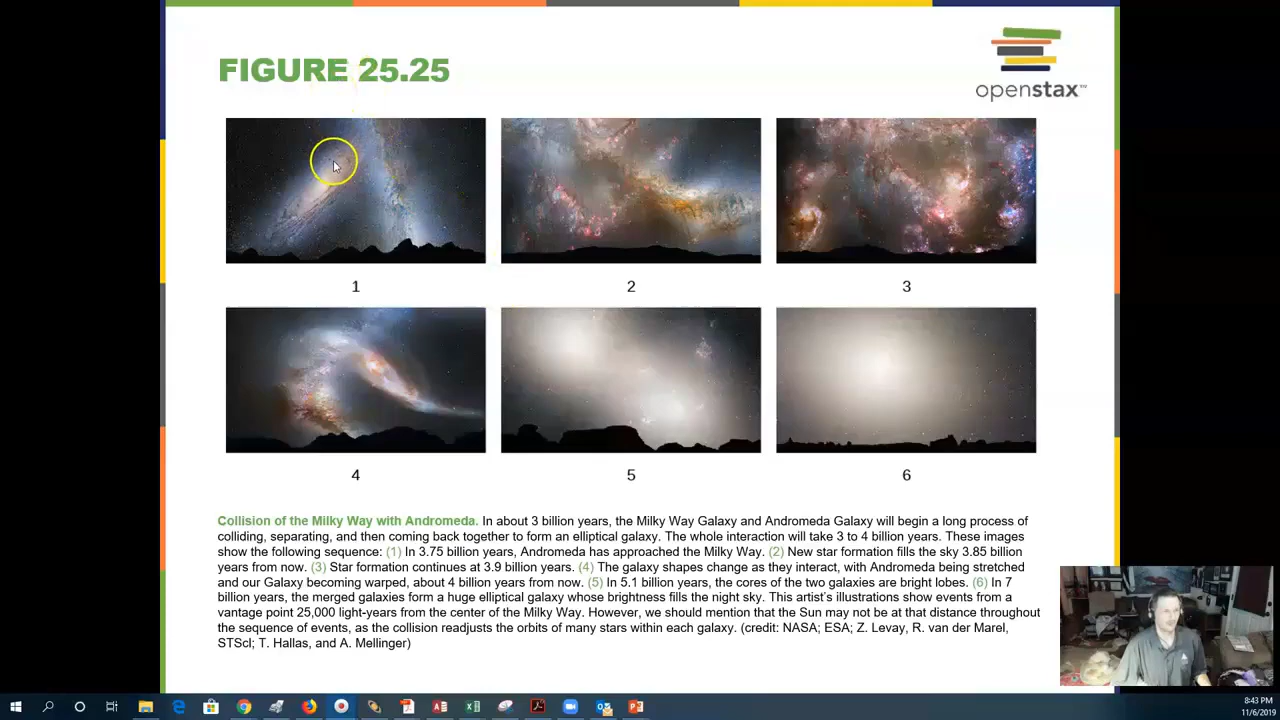 FIGURE 25.25
openstax™
1
2
3
4
5
6
Collision of the Milky Way with Andromeda. In about 3 billion years, the Milky Way Galaxy and Andromeda Galaxy will begin a long process of
colliding, separating, and then coming back together to form an elliptical galaxy. The whole interaction will take 3 to 4 billion years. These images
show the following sequence: (1) In 3.75 billion years, Andromeda has approached the Milky Way. (2) New star formation fills the sky 3.85 billion
years from now. (3) Star formation continues at 3.9 billion years. (4) The galaxy shapes change as they interact, with Andromeda being stretched
and our Galaxy becoming warped, about 4 billion years from now. (5) In 5.1 billion years, the cores of the two galaxies are bright lobes. (6) In 7
billion years, the merged galaxies form a huge elliptical galaxy whose brightness fills the night sky. This artist's illustrations show events from a
vantage point 25,000 light-years from the center of the Milky Way. However, we should mention that the Sun may not be at that distance throughout
the sequence of events, as the collision readjusts the orbits of many stars within each galaxy. (credit: NASA; ESA; Z. Levay, R. van der Marel,
STScl; T. Hallas, and A. Mellinger)
8:43 PM
11/6/2019